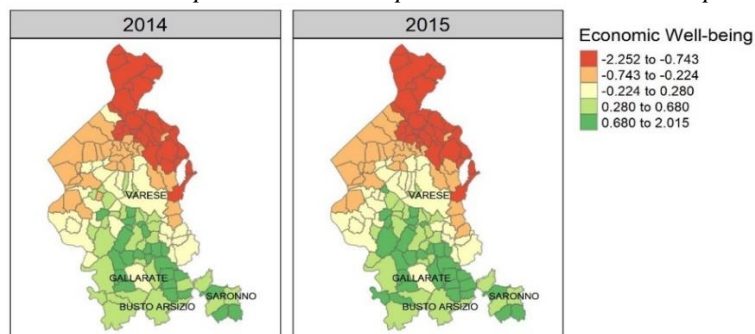 2014
2015
Economic Well-being
-2.252 to -0.743
-0.743 to -0.224
-0.224 to 0.280
0.280 to 0.680
0.680 to 2.015
VARESE
VARESE
GALLARATE
GALLARATE
SARONNO
SARONNO
BUSTO ARSIZIO
BUSTO ARSIZIO